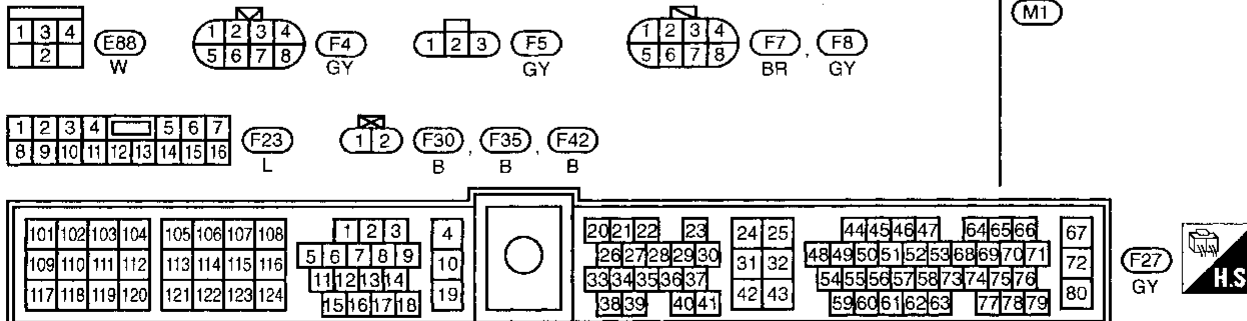 M1
1 3 4
2
E88
W
1 2 3 4
5 6 7 8
F4
GY
1 2 3
F5
GY
1 2 3 4
5 6 7 8
F7 , F8
BR GY
1 2 3 4 5 6 7
8 9 10 11 12 13 14 15 16
F23
L
1 2
F30 , F35 , F42
B B B
101 102 103 104 105 106 107 108 1 2 3 4 20 21 22 23 24 25 44 45 46 47 64 65 66 67
109 110 111 112 113 114 115 116 5 6 7 8 9 10 26 27 28 29 30 31 32 48 49 50 51 52 53 68 69 70 71 72
117 118 119 120 121 122 123 124 11 12 13 14 19 33 34 35 36 37 42 43 54 55 56 57 58 73 74 75 76 80
15 16 17 18 38 39 40 41 59 60 61 62 63 77 78 79
F27
GY
H.S